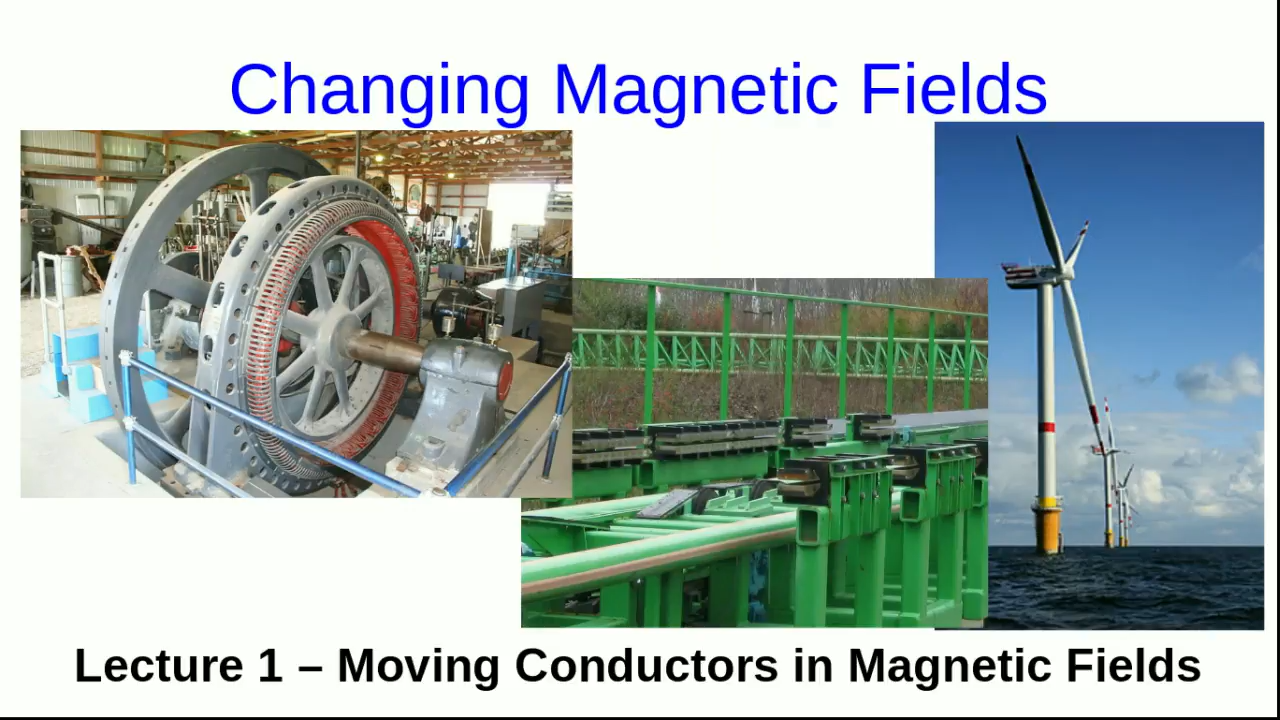 Changing Magnetic Fields
Lecture 1 – Moving Conductors in Magnetic Fields